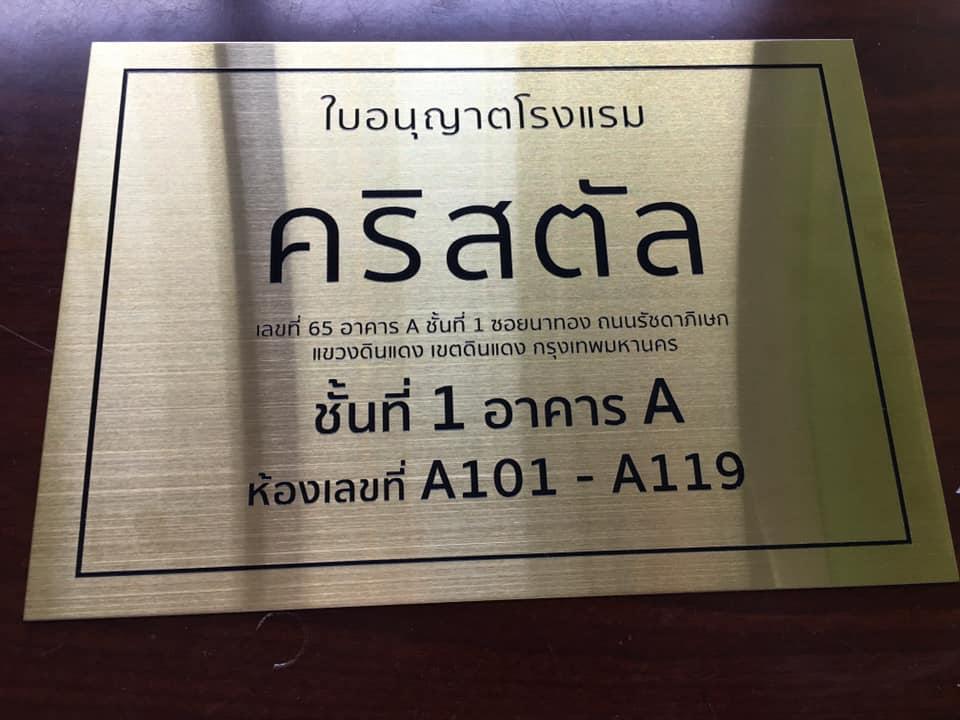 ใบอนุญาตโรงแรม
คริสตัล
เลขที่ 65 อาคาร A ชั้นที่ 1 ซอยนาทอง ถนนรัชดาภิเษก
แขวงดินแดง เขตดินแดง กรุงเทพมหานคร
ชั้นที่ 1 อาคาร A
ห้องเลขที่ A101 - A119